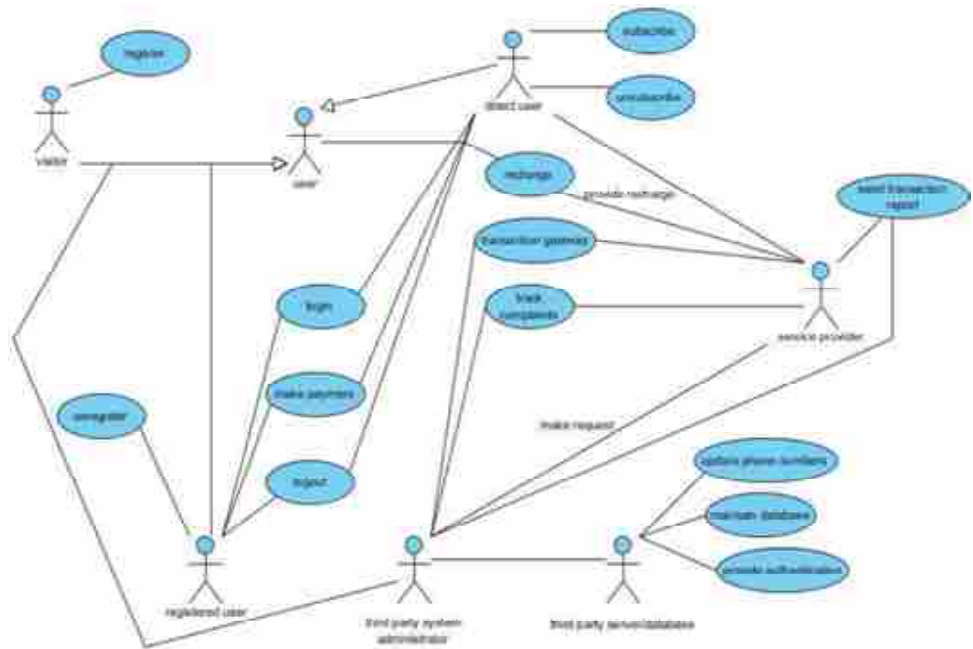 register
visitor
user
direct user
subscribe
unsubscribe
recharge
provide recharge
transaction gateway
send transaction
report
track
complaints
service provider
login
make payment
logout
unregister
make request
update phone numbers
maintain database
provide authentication
registered user
third party system
administrator
third party server/database